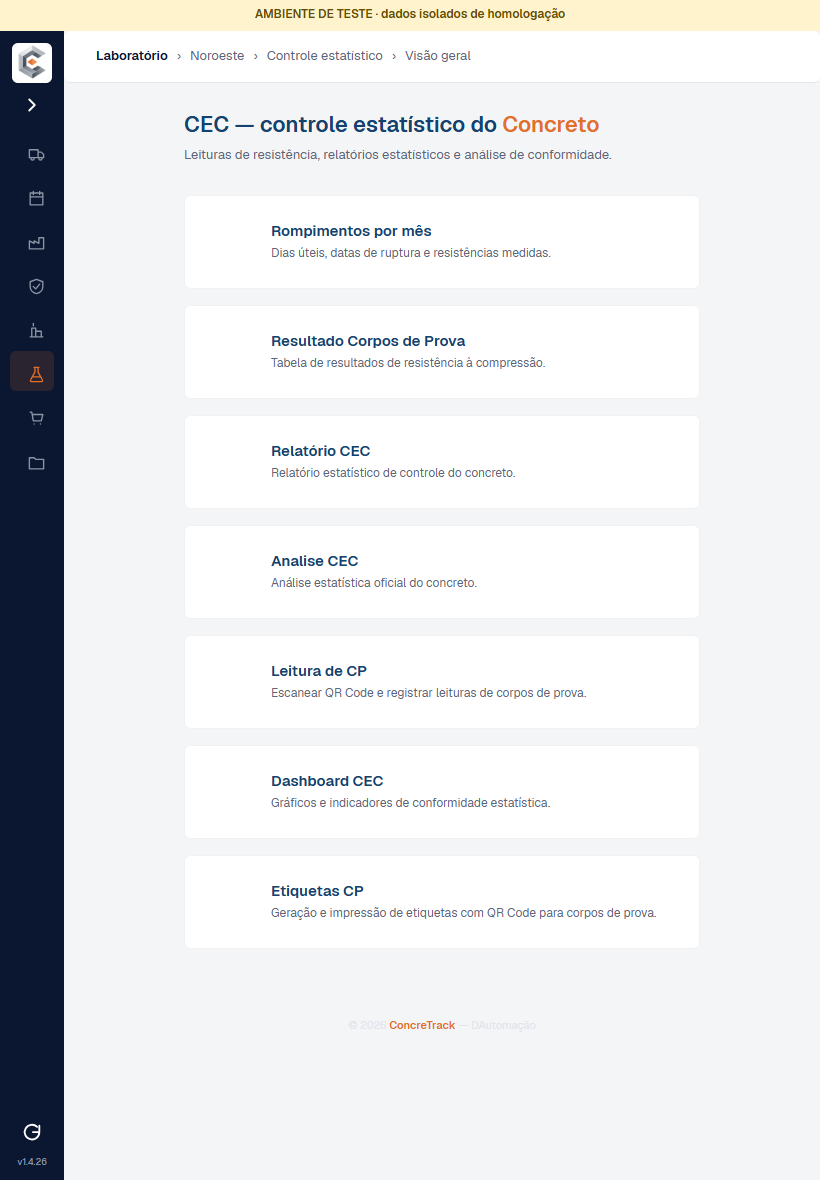 AMBIENTE DE TESTE · dados isolados de homologação
Laboratório › Noroeste › Controle estatístico › Visão geral
CEC — controle estatístico do Concreto
Leituras de resistência, relatórios estatísticos e análise de conformidade.
Rompimentos por mês
Dias úteis, datas de ruptura e resistências medidas.
Resultado Corpos de Prova
Tabela de resultados de resistência à compressão.
Relatório CEC
Relatório estatístico de controle do concreto.
Analise CEC
Análise estatística oficial do concreto.
Leitura de CP
Escanear QR Code e registrar leituras de corpos de prova.
Dashboard CEC
Gráficos e indicadores de conformidade estatística.
Etiquetas CP
Geração e impressão de etiquetas com QR Code para corpos de prova.
© 2026 ConcreTrack — DAutomação
v1.4.26